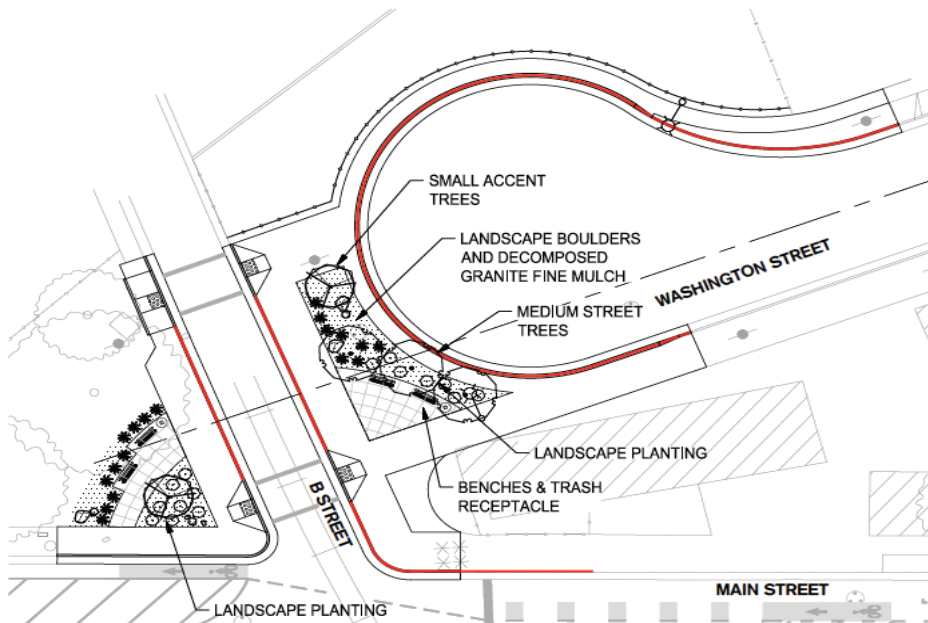 SMALL ACCENT
TREES
LANDSCAPE BOULDERS
AND DECOMPOSED
GRANITE FINE MULCH
WASHINGTON STREET
MEDIUM STREET
TREES
LANDSCAPE PLANTING
BENCHES & TRASH
RECEPTACLE
B STREET
MAIN STREET
LANDSCAPE PLANTING